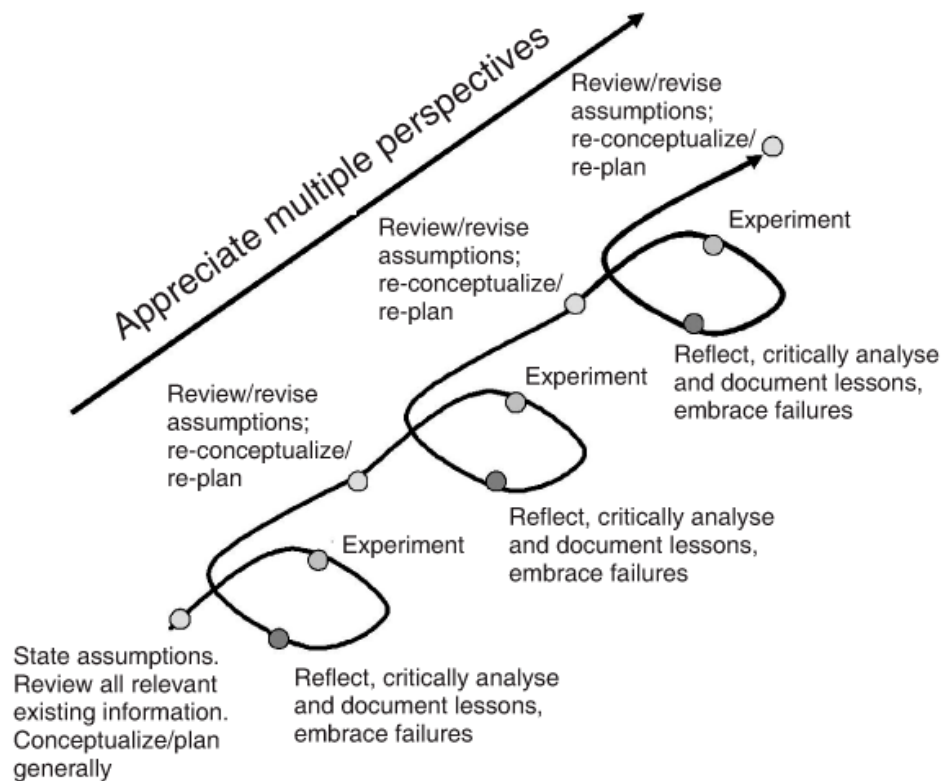 Appreciate multiple perspectives
Review/revise
assumptions;
re-conceptualize/
re-plan
Experiment
Reflect, critically analyse
and document lessons,
embrace failures
Review/revise
assumptions;
re-conceptualize/
re-plan
Experiment
Reflect, critically analyse
and document lessons,
embrace failures
Review/revise
assumptions;
re-conceptualize/
re-plan
Experiment
Reflect, critically analyse
and document lessons,
embrace failures
State assumptions.
Review all relevant
existing information.
Conceptualize/plan
generally